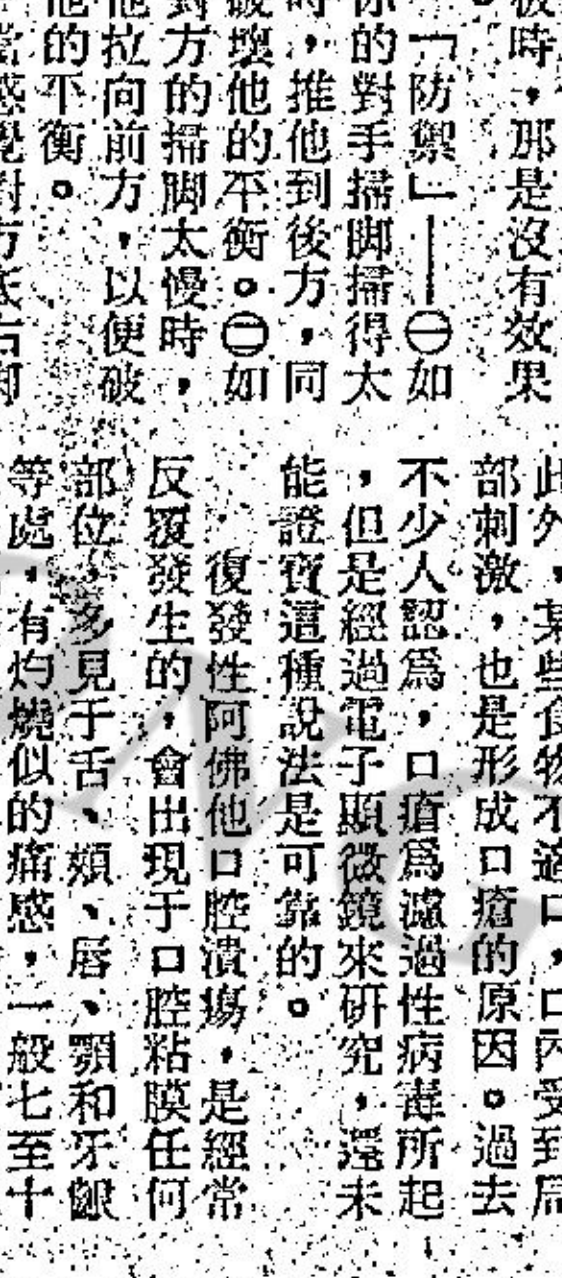 時，那是沒有效果
「防禦」——㊀如
你的對手掃脚掃得太
時，推他到後方，同
破壞他的平衡。㊁如
對方的掃脚太慢時，
他拉向前方，以便破
他的平衡。
感覺對方
此外，某些食物不適口，口內受到局
部刺激，也是形成口瘡的原因。過去
不少人認爲，口瘡爲濾過性病毒所起
，但是經過電子顯微鏡來研究，還未
能證實這種說法是可靠的。
復發性阿佛他口腔潰瘍，是經常
反覆發生的，會出現于口腔粘膜任何
部位，多見于舌、頰、唇、顎和牙齦
等處，有灼燒似的痛感，一般七至十